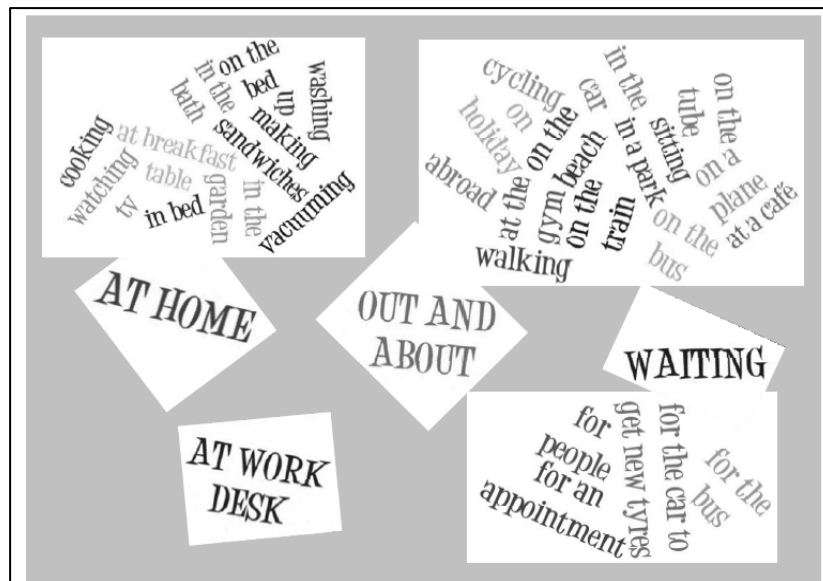 on the
bed
in the
bath
washing
up
making
sandwiches
cooking
at breakfast
table
watching
tv
in bed
garden
in the
vacuuming
cycling
on
holiday
abroad
car
in the
on the
beach
at the
gym
on the
train
in a park
sitting
tube
on the
on a
plane
at a café
on the
bus
walking
AT HOME
OUT AND
ABOUT
WAITING
AT WORK
DESK
for
people
for an
appointment
get new tyres
for the car to
for the
bus